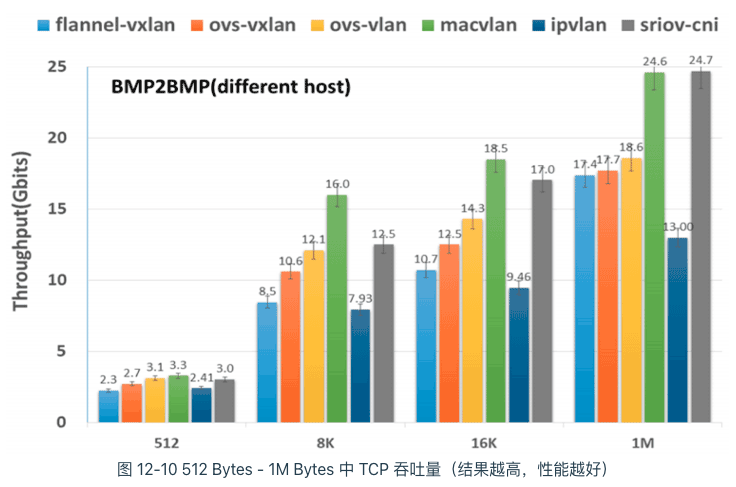 flannel-vxlan ovs-vxlan ovs-vlan macvlan ipvlan sriov-cni
BMP2BMP(different host)
Throughput(Gbits)
25
20
15
10
5
0
2.3 2.7 3.1 3.3 2.41 3.0
8.5 10.6 12.1 16.0 7.93 12.5
10.7 12.5 14.3 18.5 9.46 17.0
17.4 17.7 18.6 24.6 13.00 24.7
512 8K 16K 1M
图 12-10 512 Bytes - 1M Bytes 中 TCP 吞吐量（结果越高，性能越好）